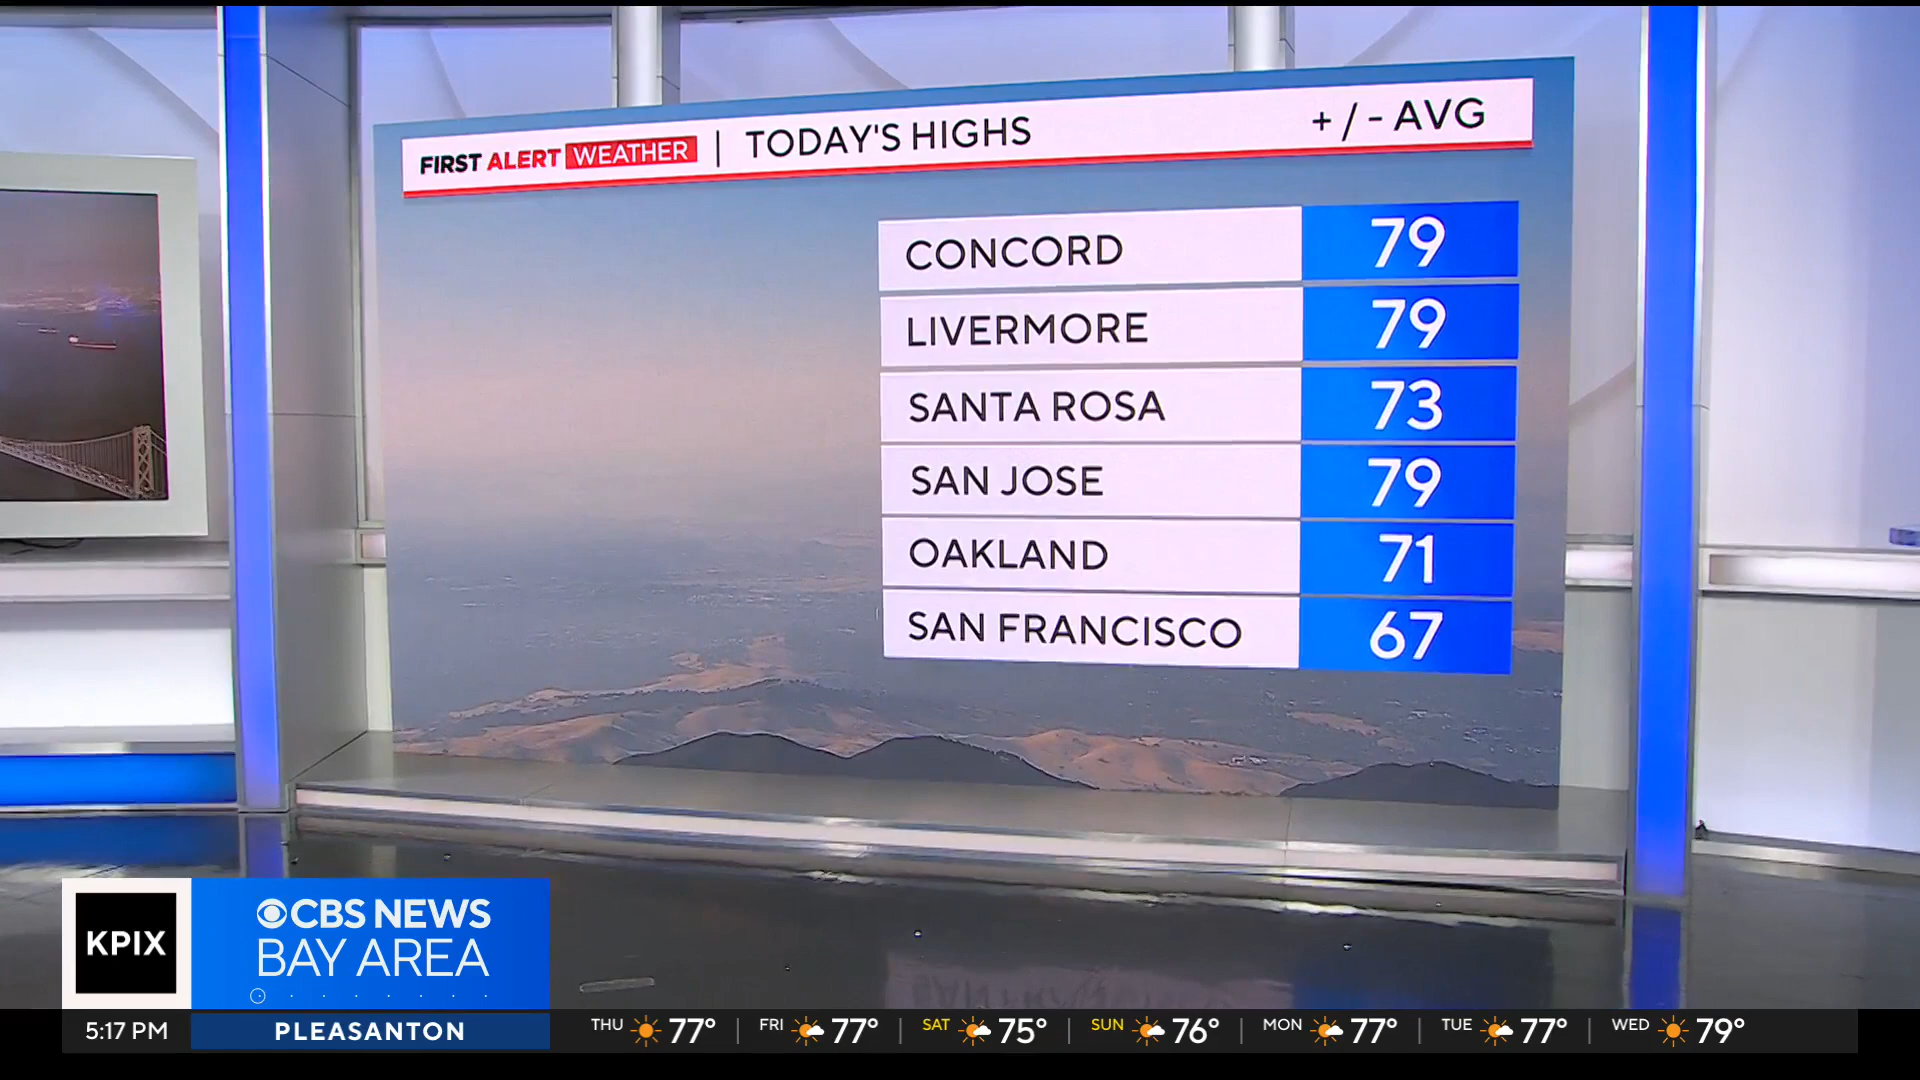 FIRST ALERT WEATHER | TODAY'S HIGHS + / - AVG
CONCORD 79
LIVERMORE 79
SANTA ROSA 73
SAN JOSE 79
OAKLAND 71
SAN FRANCISCO 67
KPIX
CBS NEWS
BAY AREA
5:17 PM PLEASANTON THU 77° | FRI 77° | SAT 75° | SUN 76° | MON 77° | TUE 77° | WED 79°